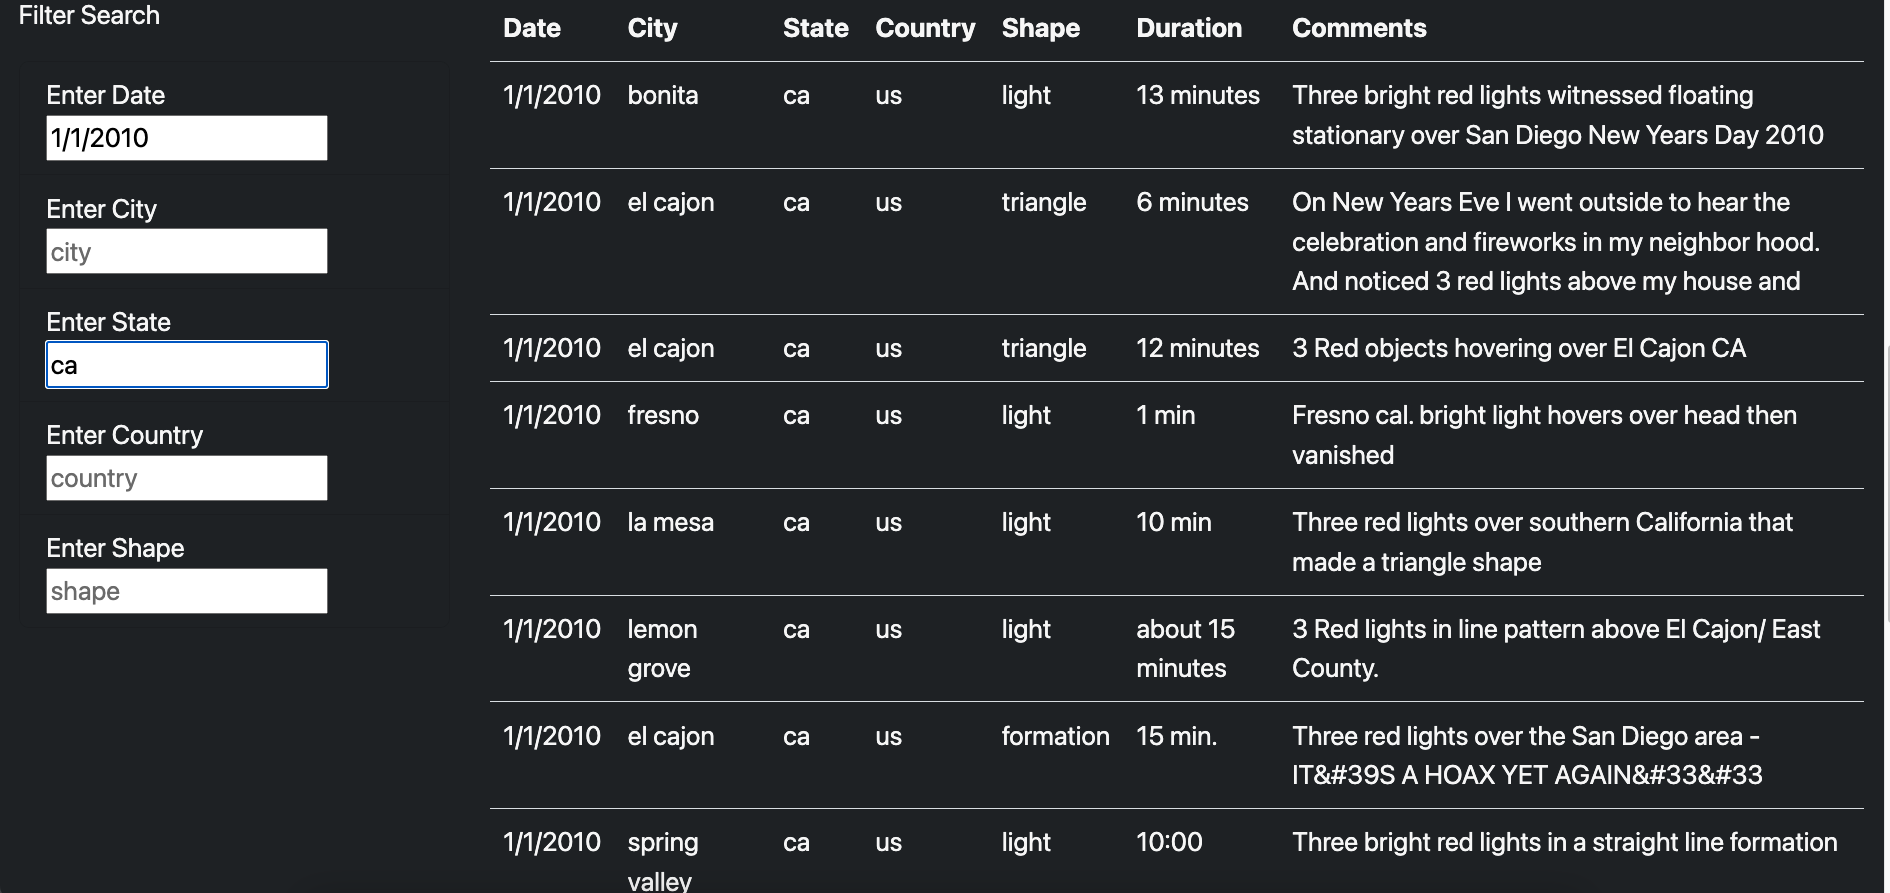 Filter Search
Enter Date
1/1/2010
Enter City
city
Enter State
ca
Enter Country
country
Enter Shape
shape
Date City State Country Shape Duration Comments
1/1/2010 bonita ca us light 13 minutes Three bright red lights witnessed floating
stationary over San Diego New Years Day 2010
1/1/2010 el cajon ca us triangle 6 minutes On New Years Eve I went outside to hear the
celebration and fireworks in my neighbor hood.
And noticed 3 red lights above my house and
1/1/2010 el cajon ca us triangle 12 minutes 3 Red objects hovering over El Cajon CA
1/1/2010 fresno ca us light 1 min Fresno cal. bright light hovers over head then
vanished
1/1/2010 la mesa ca us light 10 min Three red lights over southern California that
made a triangle shape
1/1/2010 lemon ca us light about 15 3 Red lights in line pattern above El Cajon/ East
grove minutes County.
1/1/2010 el cajon ca us formation 15 min. Three red lights over the San Diego area -
IT&#39S A HOAX YET AGAIN&#33&#33
1/1/2010 spring ca us light 10:00 Three bright red lights in a straight line formation
valley